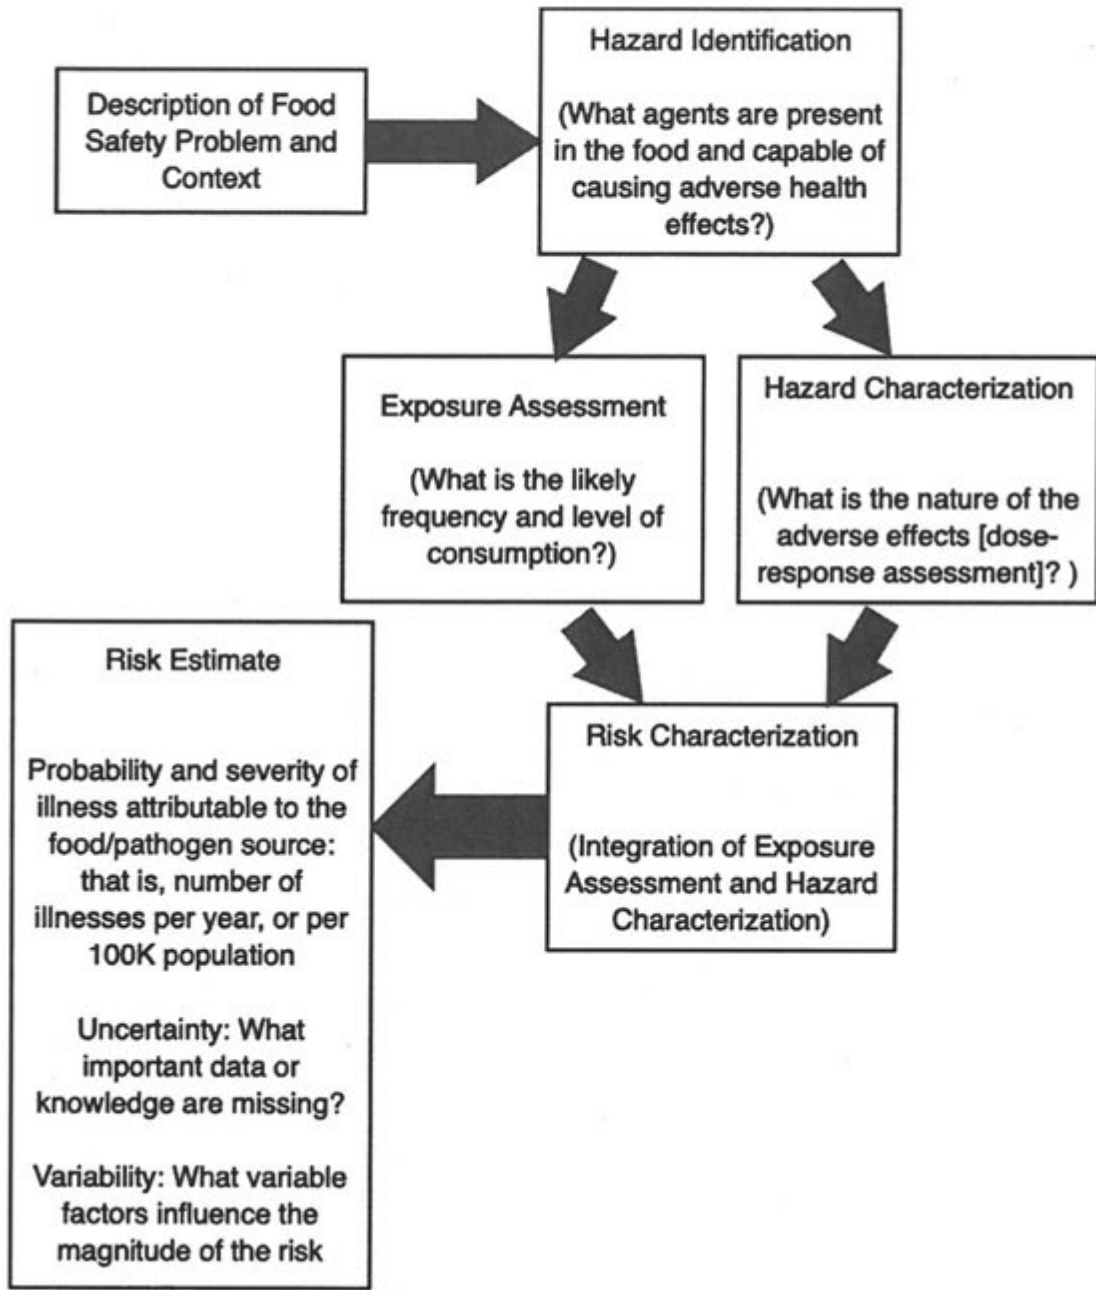 Description of Food
Safety Problem and
Context
Hazard Identification
(What agents are present
in the food and capable of
causing adverse health
effects?)
Exposure Assessment
(What is the likely
frequency and level of
consumption?)
Hazard Characterization
(What is the nature of the
adverse effects [dose-
response assessment]? )
Risk Characterization
(Integration of Exposure
Assessment and Hazard
Characterization)
Risk Estimate
Probability and severity of
illness attributable to the
food/pathogen source:
that is, number of
illnesses per year, or per
100K population
Uncertainty: What
important data or
knowledge are missing?
Variability: What variable
factors influence the
magnitude of the risk